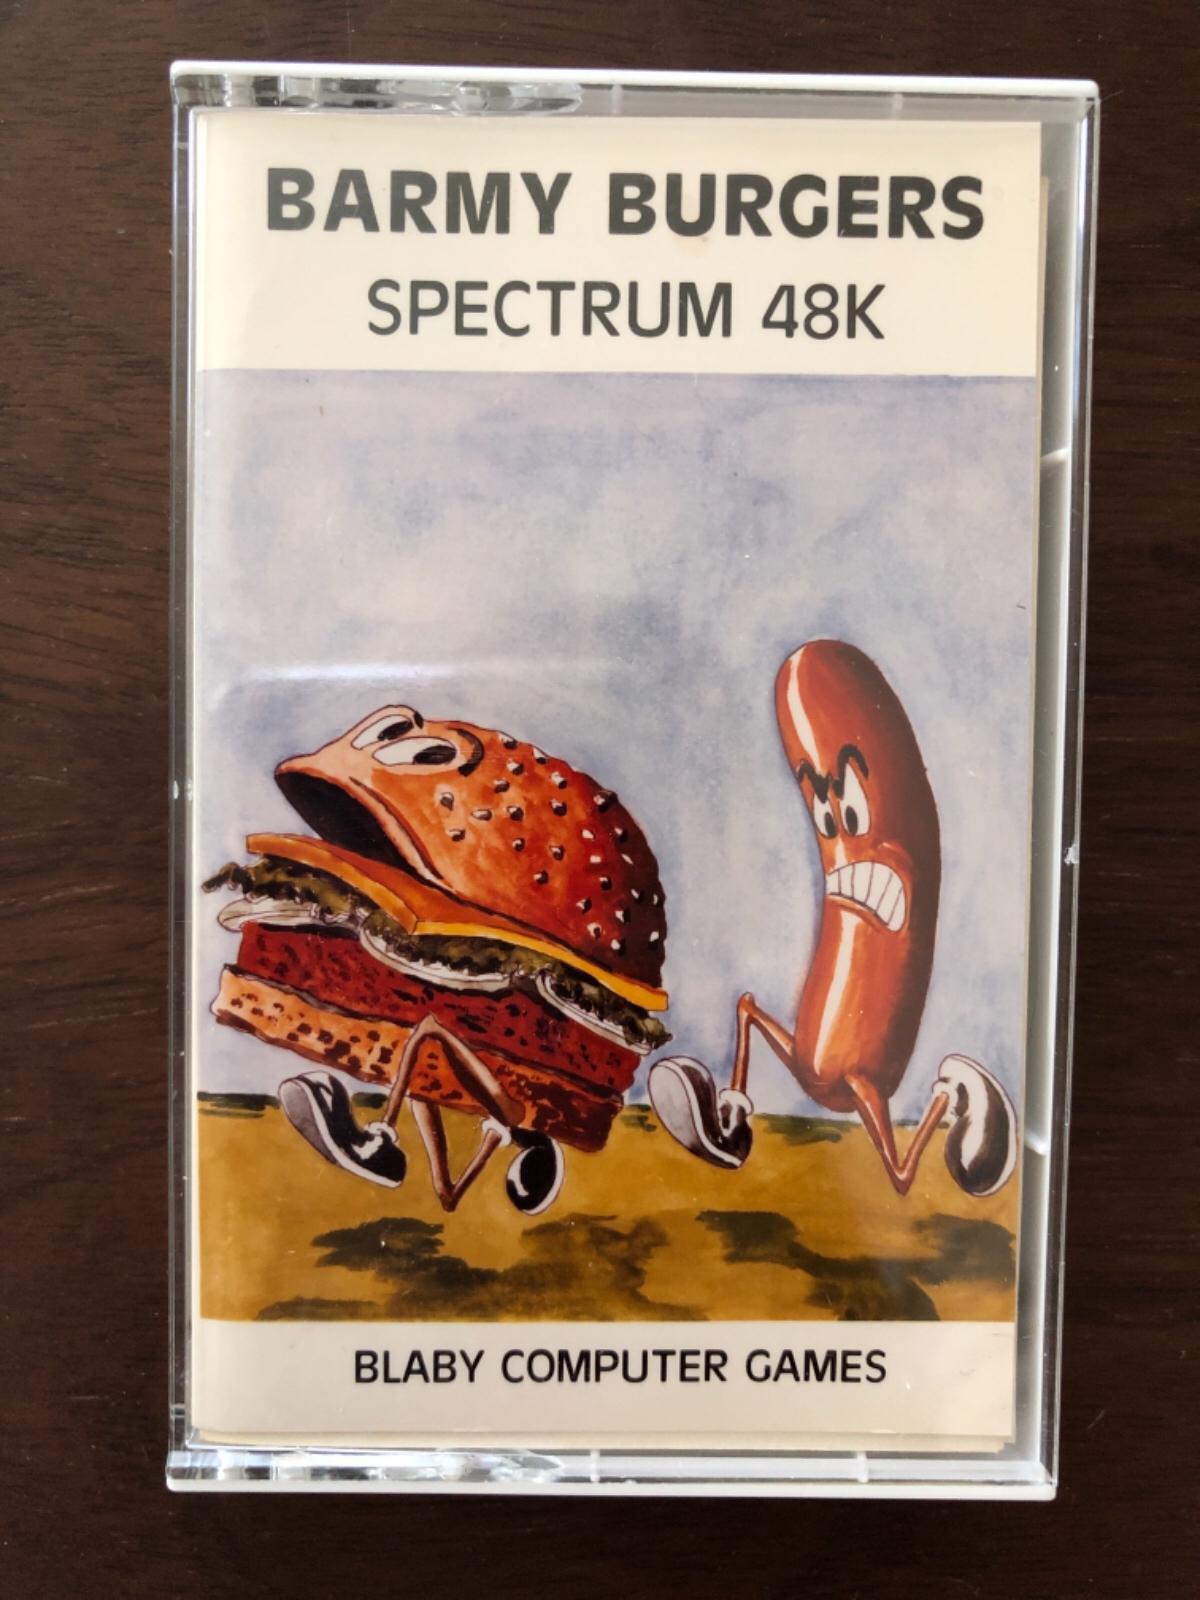 BARMY BURGERS
SPECTRUM 48K
BLABY COMPUTER GAMES